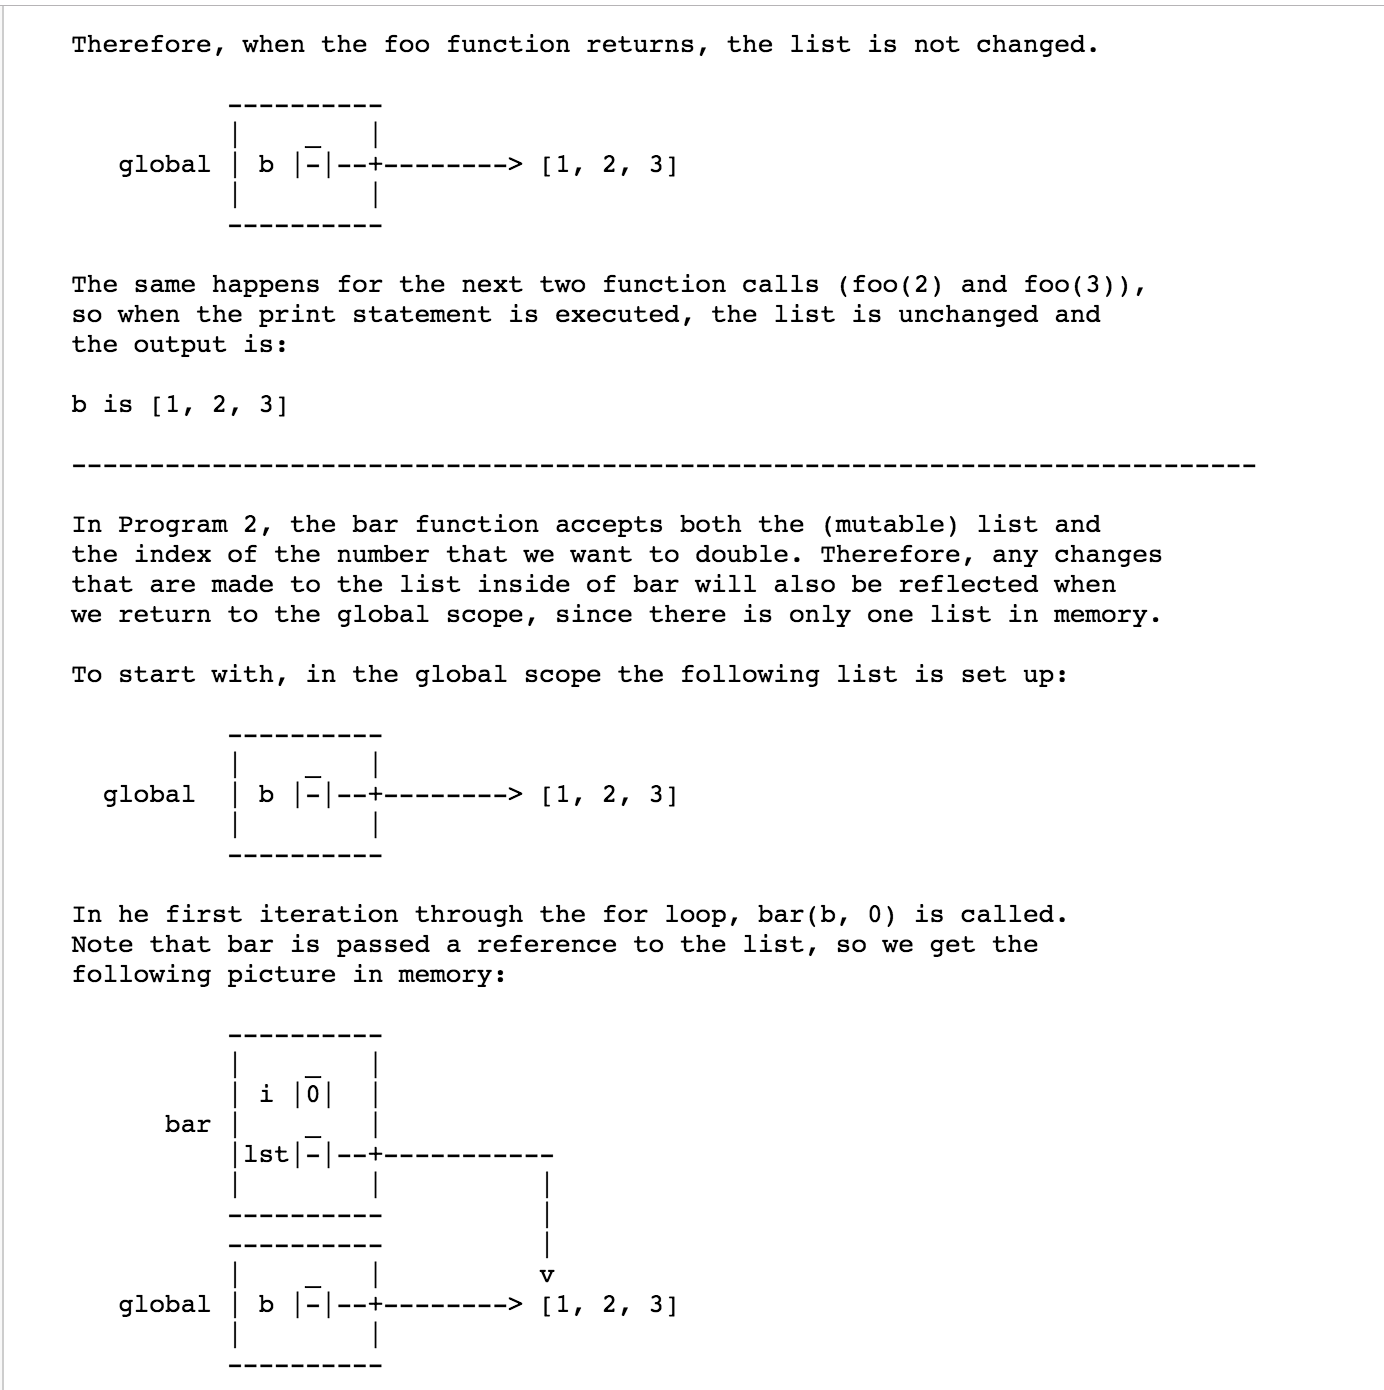 Therefore, when the foo function returns, the list is not changed.
----------
|        |
global | b |-|--+--------> [1, 2, 3]
|        |
----------
The same happens for the next two function calls (foo(2) and foo(3)),
so when the print statement is executed, the list is unchanged and
the output is:
b is [1, 2, 3]
----------------------------------------------------------------------------
In Program 2, the bar function accepts both the (mutable) list and
the index of the number that we want to double. Therefore, any changes
that are made to the list inside of bar will also be reflected when
we return to the global scope, since there is only one list in memory.
To start with, in the global scope the following list is set up:
----------
|    _   |
global | b |-|--+--------> [1, 2, 3]
|        |
----------
In he first iteration through the for loop, bar(b, 0) is called.
Note that bar is passed a reference to the list, so we get the
following picture in memory:
----------
|    _   |
| i |0|  |
bar |    _   |
|lst|-|--+-----------
|        |          |
----------          |
----------          |
|    _   |          v
global | b |-|--+--------> [1, 2, 3]
|        |
----------